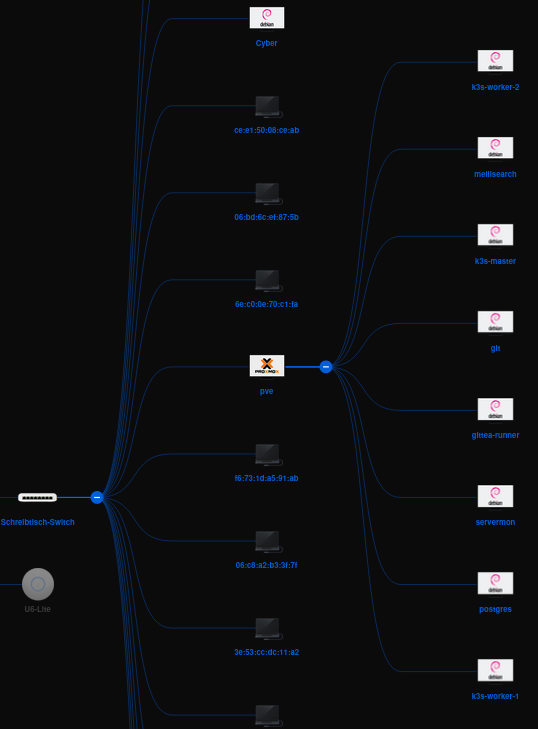 debian
Cyber
debian
k3s-worker-2
ce:e1:50:08:ce:ab
debian
meilisearch
06:bd:6c:ef:87:5b
debian
k3s-master
6e:c0:0e:70:c1:fa
debian
git
PROXMOX
pve
debian
gitea-runner
f6:73:1d:a5:91:ab
debian
servermon
Schreibtisch-Switch
06:c8:a2:b3:3f:7f
debian
postgres
U6-Lite
3e:53:cc:dc:11:a2
debian
k3s-worker-1